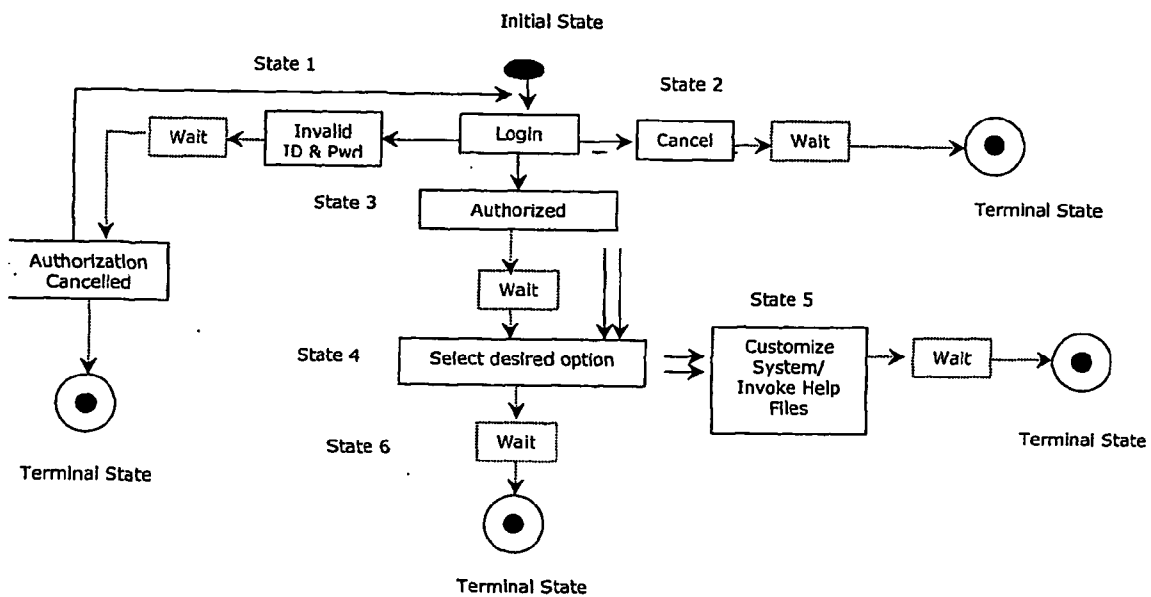 Initial State
State 1
State 2
Wait
Invalid
ID & Pwd
Login
Cancel
Wait
Terminal State
State 3
Authorized
Authorization
Cancelled
Wait
State 5
State 4
Select desired option
Customize
System/
Invoke Help
Files
Wait
Terminal State
State 6
Wait
Terminal State
Terminal State